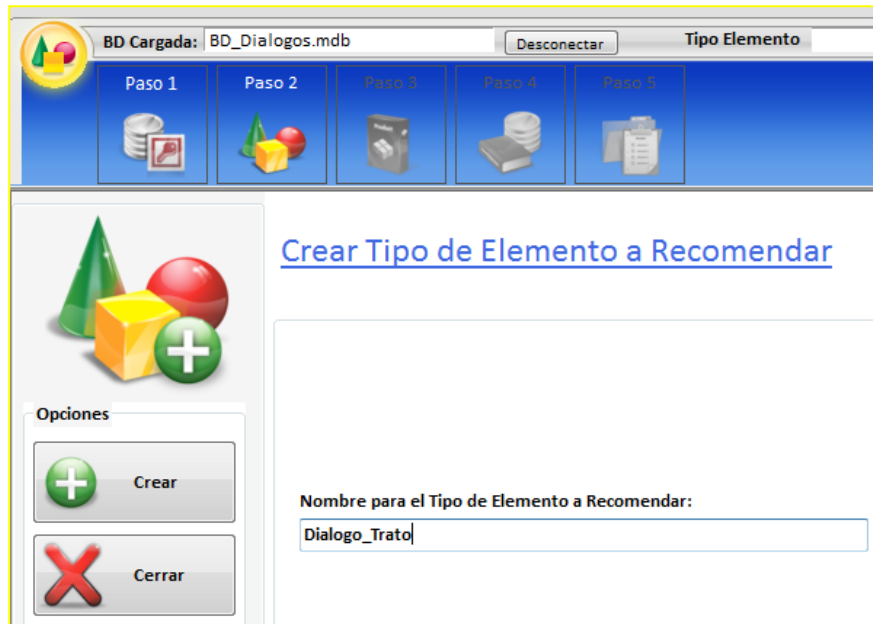 BD Cargada: BD_Dialogos.mdb Desconectar Tipo Elemento
Paso 1 Paso 2 Paso 3 Paso 4 Paso 5
Crear Tipo de Elemento a Recomendar
Opciones
Crear
Nombre para el Tipo de Elemento a Recomendar:
Dialogo_Trato
Cerrar